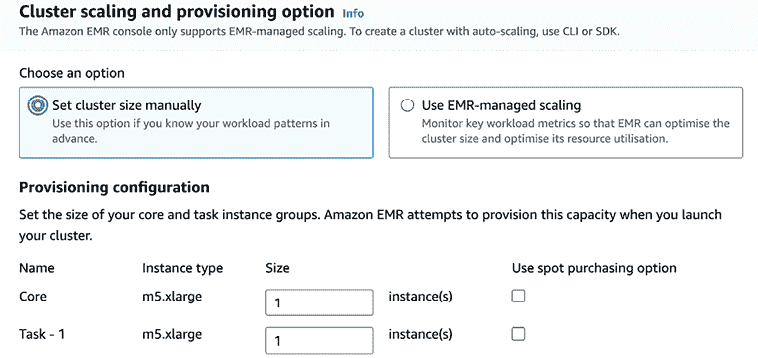 Cluster scaling and provisioning option Info
The Amazon EMR console only supports EMR-managed scaling. To create a cluster with auto-scaling, use CLI or SDK.
Choose an option
Set cluster size manually
Use this option if you know your workload patterns in
advance.
Use EMR-managed scaling
Monitor key workload metrics so that EMR can optimise the
cluster size and optimise its resource utilisation.
Provisioning configuration
Set the size of your core and task instance groups. Amazon EMR attempts to provision this capacity when you launch
your cluster.
Name Instance type Size Use spot purchasing option
Core m5.xlarge 1 instance(s)
Task - 1 m5.xlarge 1 instance(s)